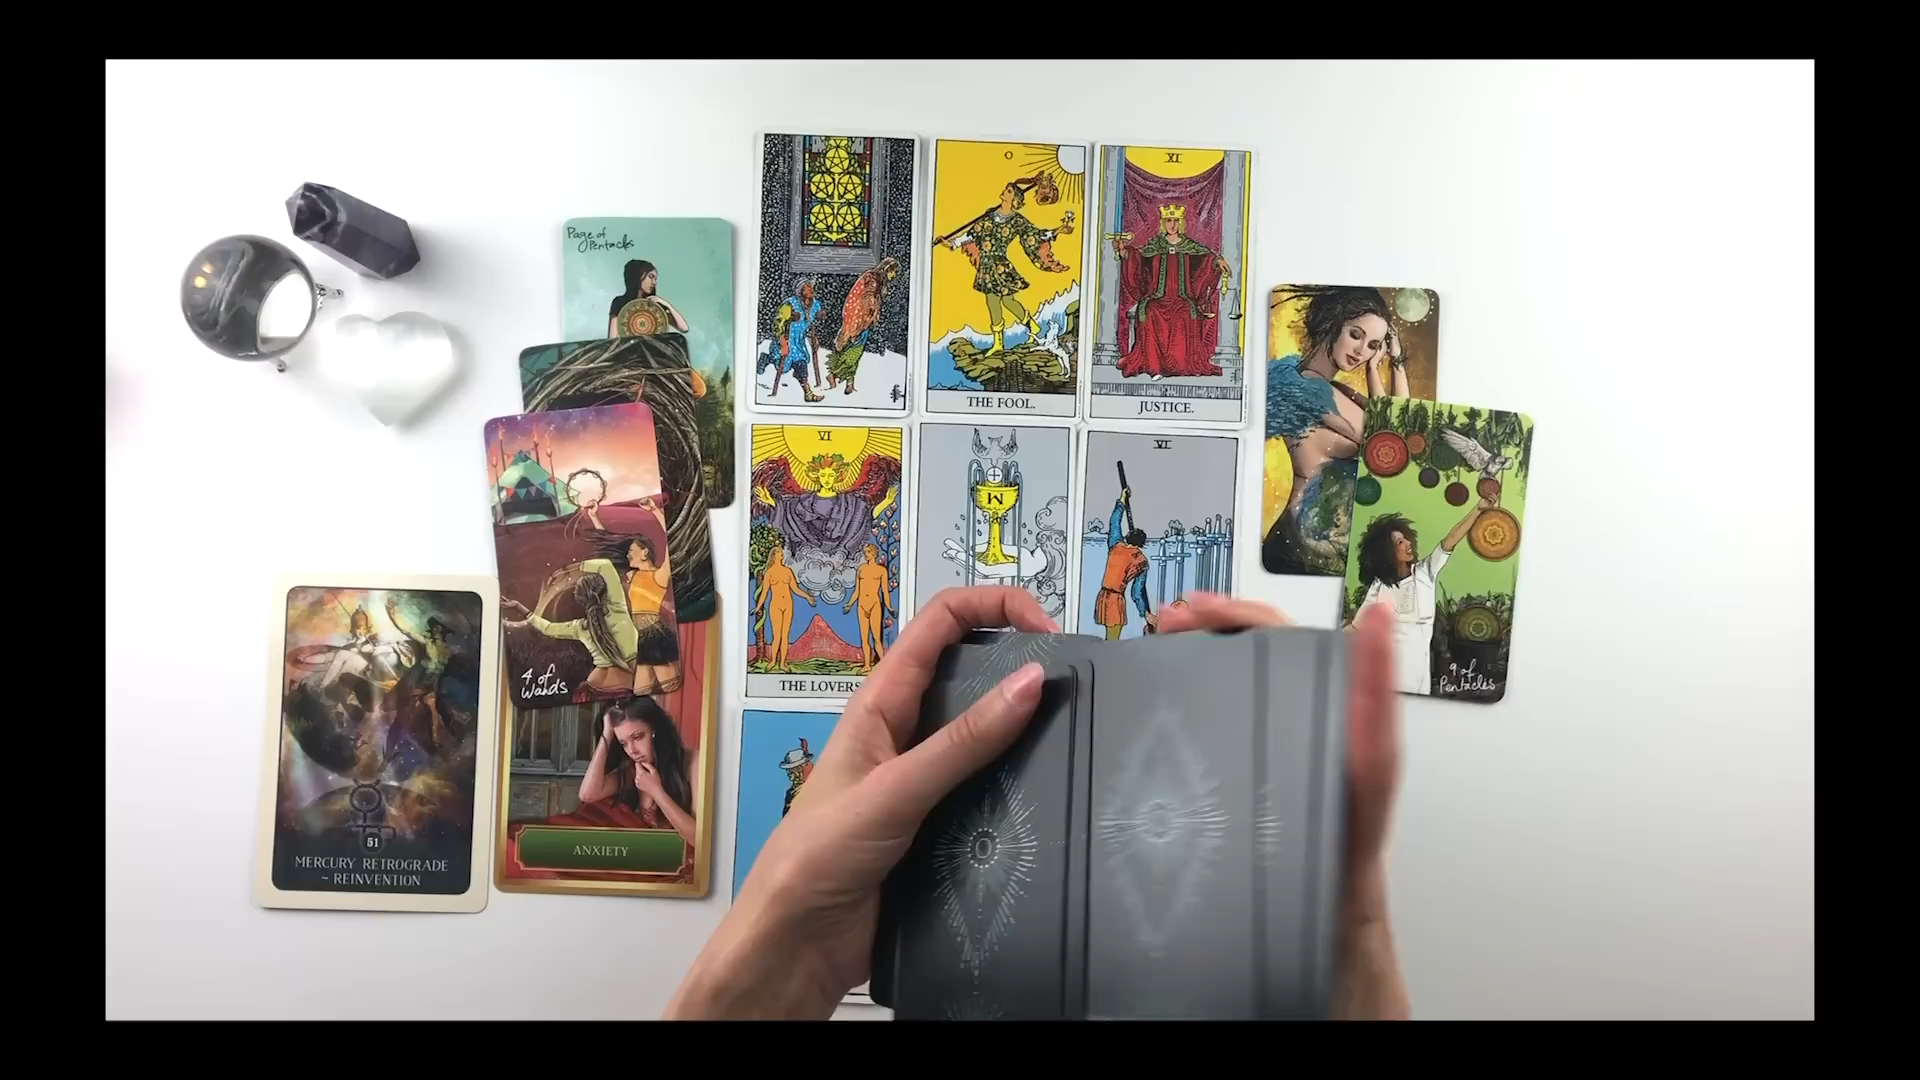 Page of
Pentacles
O
THE FOOL.
XI
JUSTICE.
VI
THE LOVERS
VI
4 of
Wands
9 of
Pentacles
51
MERCURY RETROGRADE
~ REINVENTION
ANXIETY